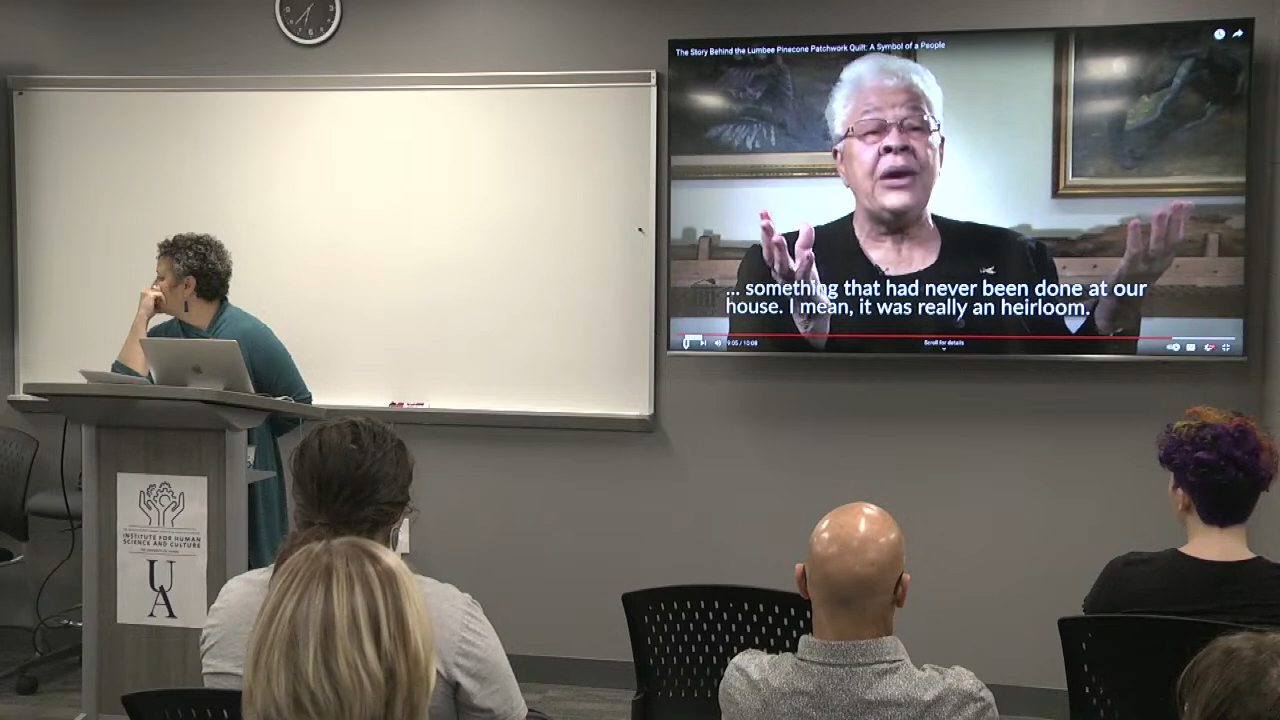 The Story Behind the Lumbee Pinecone Patchwork Quilt: A Symbol of a People
... something that had never been done at our
house. I mean, it was really an heirloom.
9:05 / 10:08
Scroll for details
INSTITUTE FOR HUMAN
SCIENCE AND CULTURE
U
A